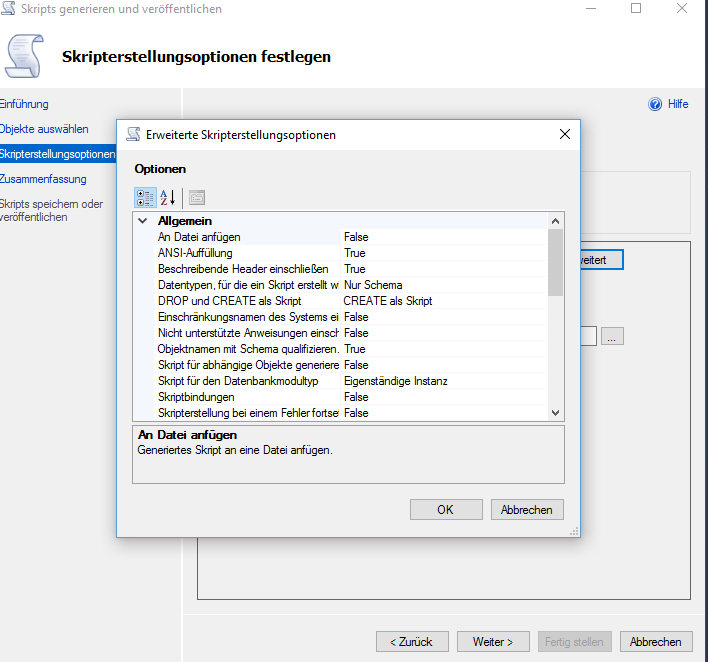 Skripts generieren und veröffentlichen
Skripterstellungsoptionen festlegen
Einführung
Hilfe
Objekte auswählen
Skripterstellungsoptionen
Zusammenfassung
Skripts speichern oder
veröffentlichen
Erweiterte Skripterstellungsoptionen
Optionen
Allgemein
An Datei anfügen False
ANSI-Auffüllung True
Beschreibende Header einschließen True
Datentypen, für die ein Skript erstellt w Nur Schema
DROP und CREATE als Skript CREATE als Skript
Einschränkungsnamen des Systems ei False
Nicht unterstützte Anweisungen einsch False
Objektnamen mit Schema qualifizieren. True
Skript für abhängige Objekte generiere False
Skript für den Datenbankmodultyp Eigenständige Instanz
Skriptbindungen False
Skripterstellung bei einem Fehler fortse False
An Datei anfügen
Generiertes Skript an eine Datei anfügen.
OK Abbrechen
weitert
...
< Zurück Weiter > Fertig stellen Abbrechen